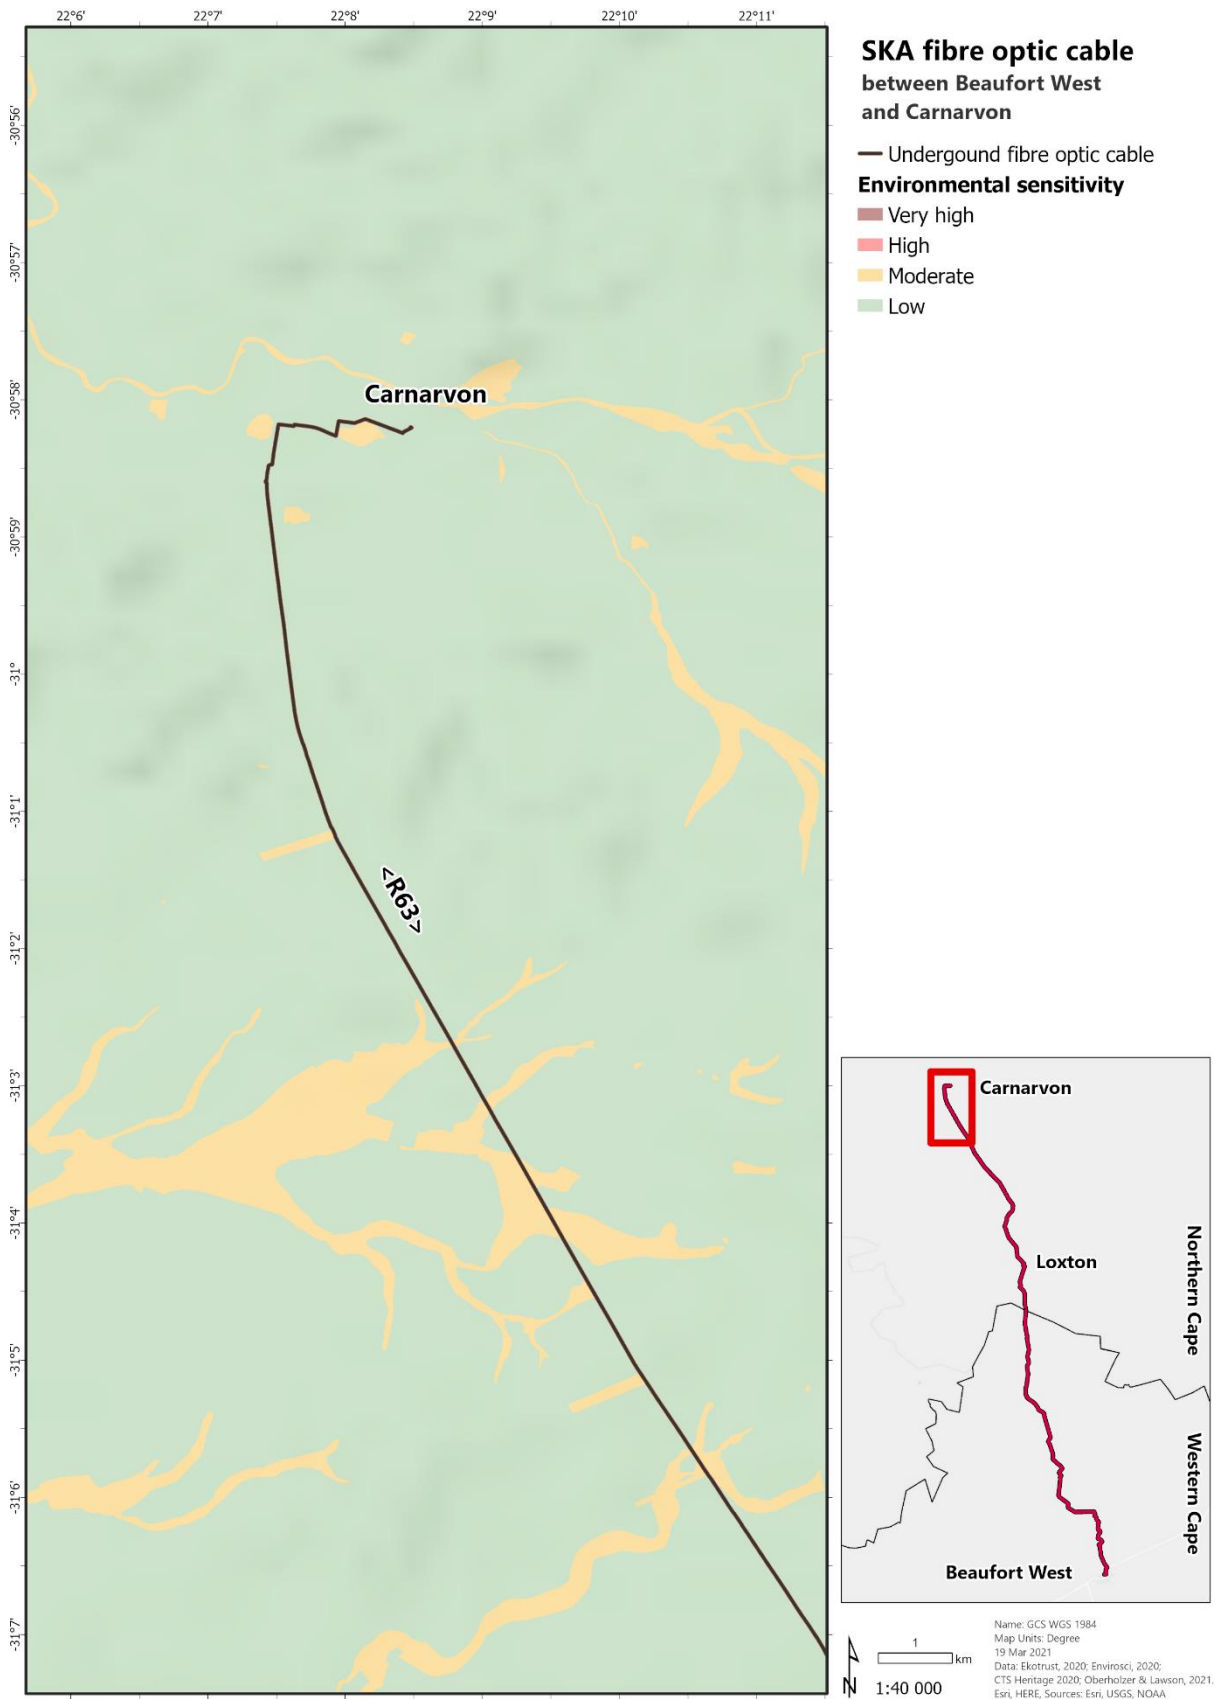 22°6'
22°7'
22°8'
22°9'
22°10'
22°11'
-30°56'
-30°57'
-30°58'
-30°59'
-31°
-31°1'
-31°2'
-31°3'
-31°4'
-31°5'
-31°6'
-31°7'
Carnarvon
<R63>
SKA fibre optic cable
between Beaufort West
and Carnarvon
Undergound fibre optic cable
Environmental sensitivity
Very high
High
Moderate
Low
Carnarvon
Loxton
Northern Cape
Western Cape
Beaufort West
N
1
km
1:40 000
Name: GCS WGS 1984
Map Units: Degree
19 Mar 2021
Data: Ekotrust, 2020; Envirosci, 2020;
CTS Heritage 2020; Oberholzer & Lawson, 2021.
Esri, HERE, Sources: Esri, USGS, NOAA